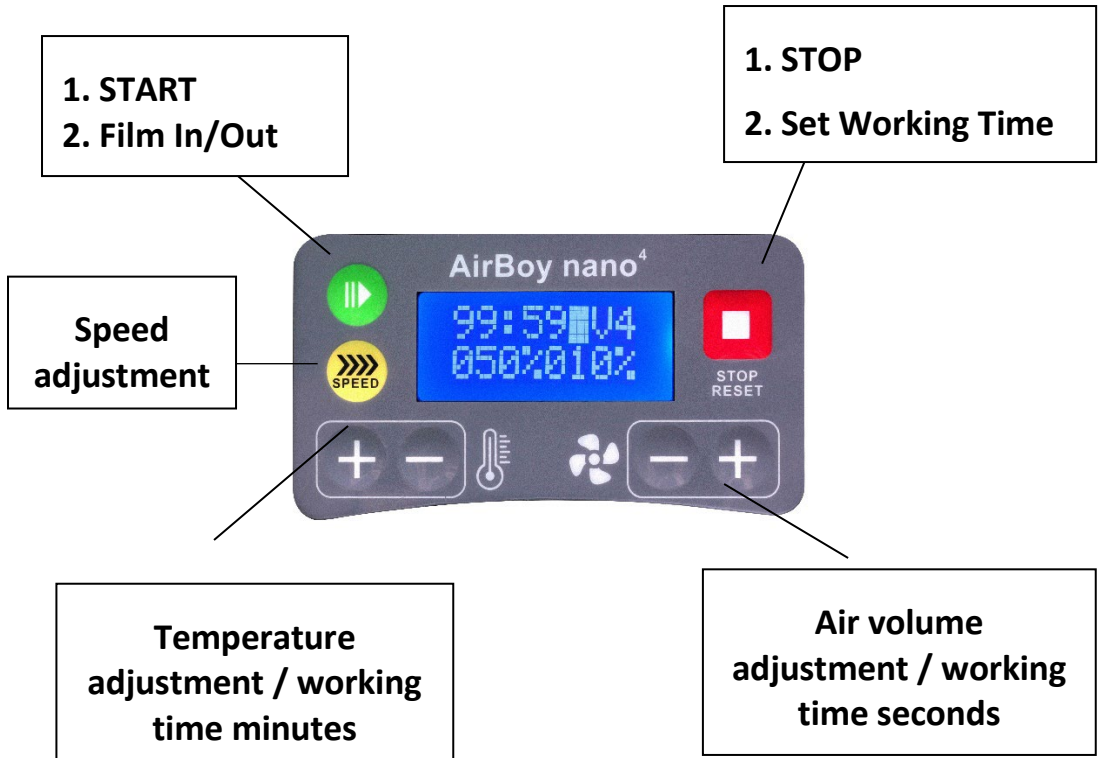 1. START
2. Film In/Out
1. STOP
2. Set Working Time
Speed
adjustment
AirBoy nano⁴
99:59 V4
050%010%
SPEED
STOP
RESET
+ −
− +
Temperature
adjustment / working
time minutes
Air volume
adjustment / working
time seconds